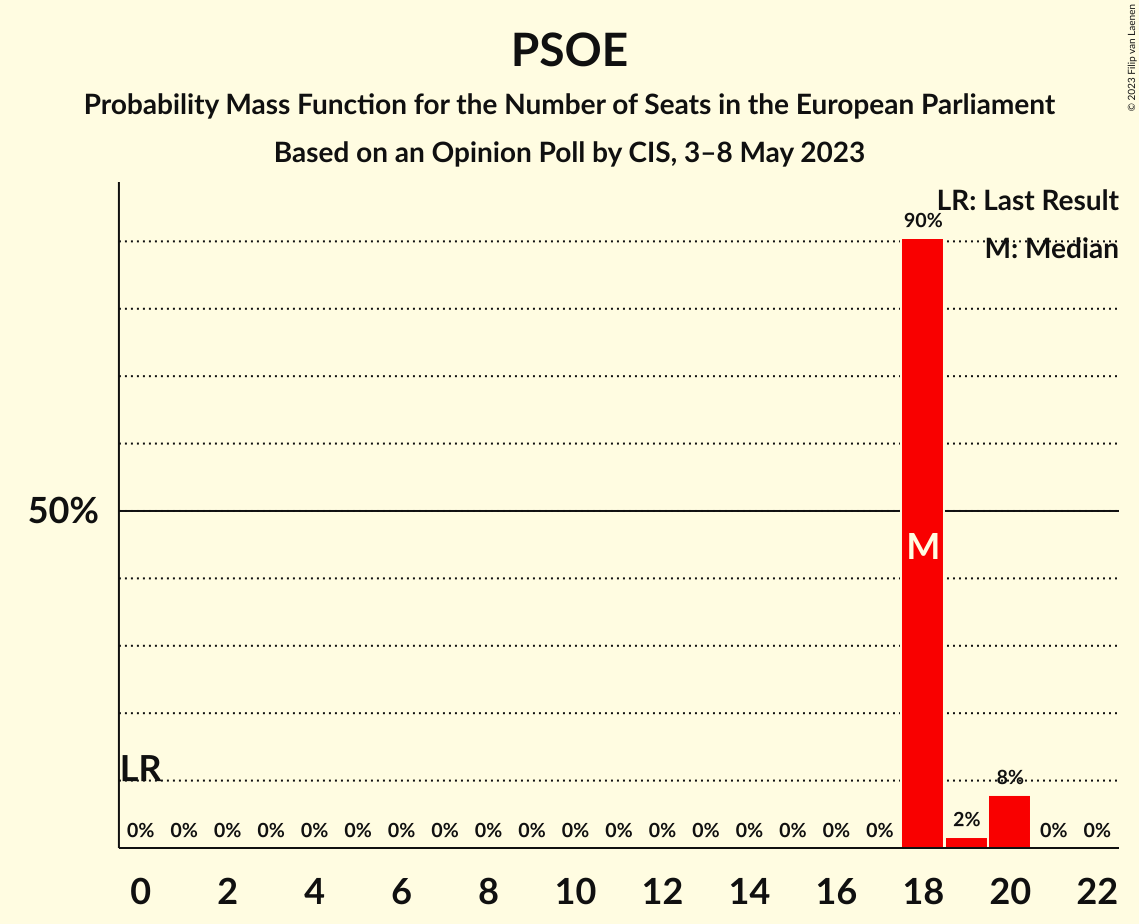 PSOE
Probability Mass Function for the Number of Seats in the European Parliament
Based on an Opinion Poll by CIS, 3–8 May 2023
© 2023 Filip van Laenen
LR: Last Result
M: Median
90%
50%
M
LR
8%
2%
0% 0% 0% 0% 0% 0% 0% 0% 0% 0% 0% 0% 0% 0% 0% 0% 0% 0% 0% 0%
0 2 4 6 8 10 12 14 16 18 20 22